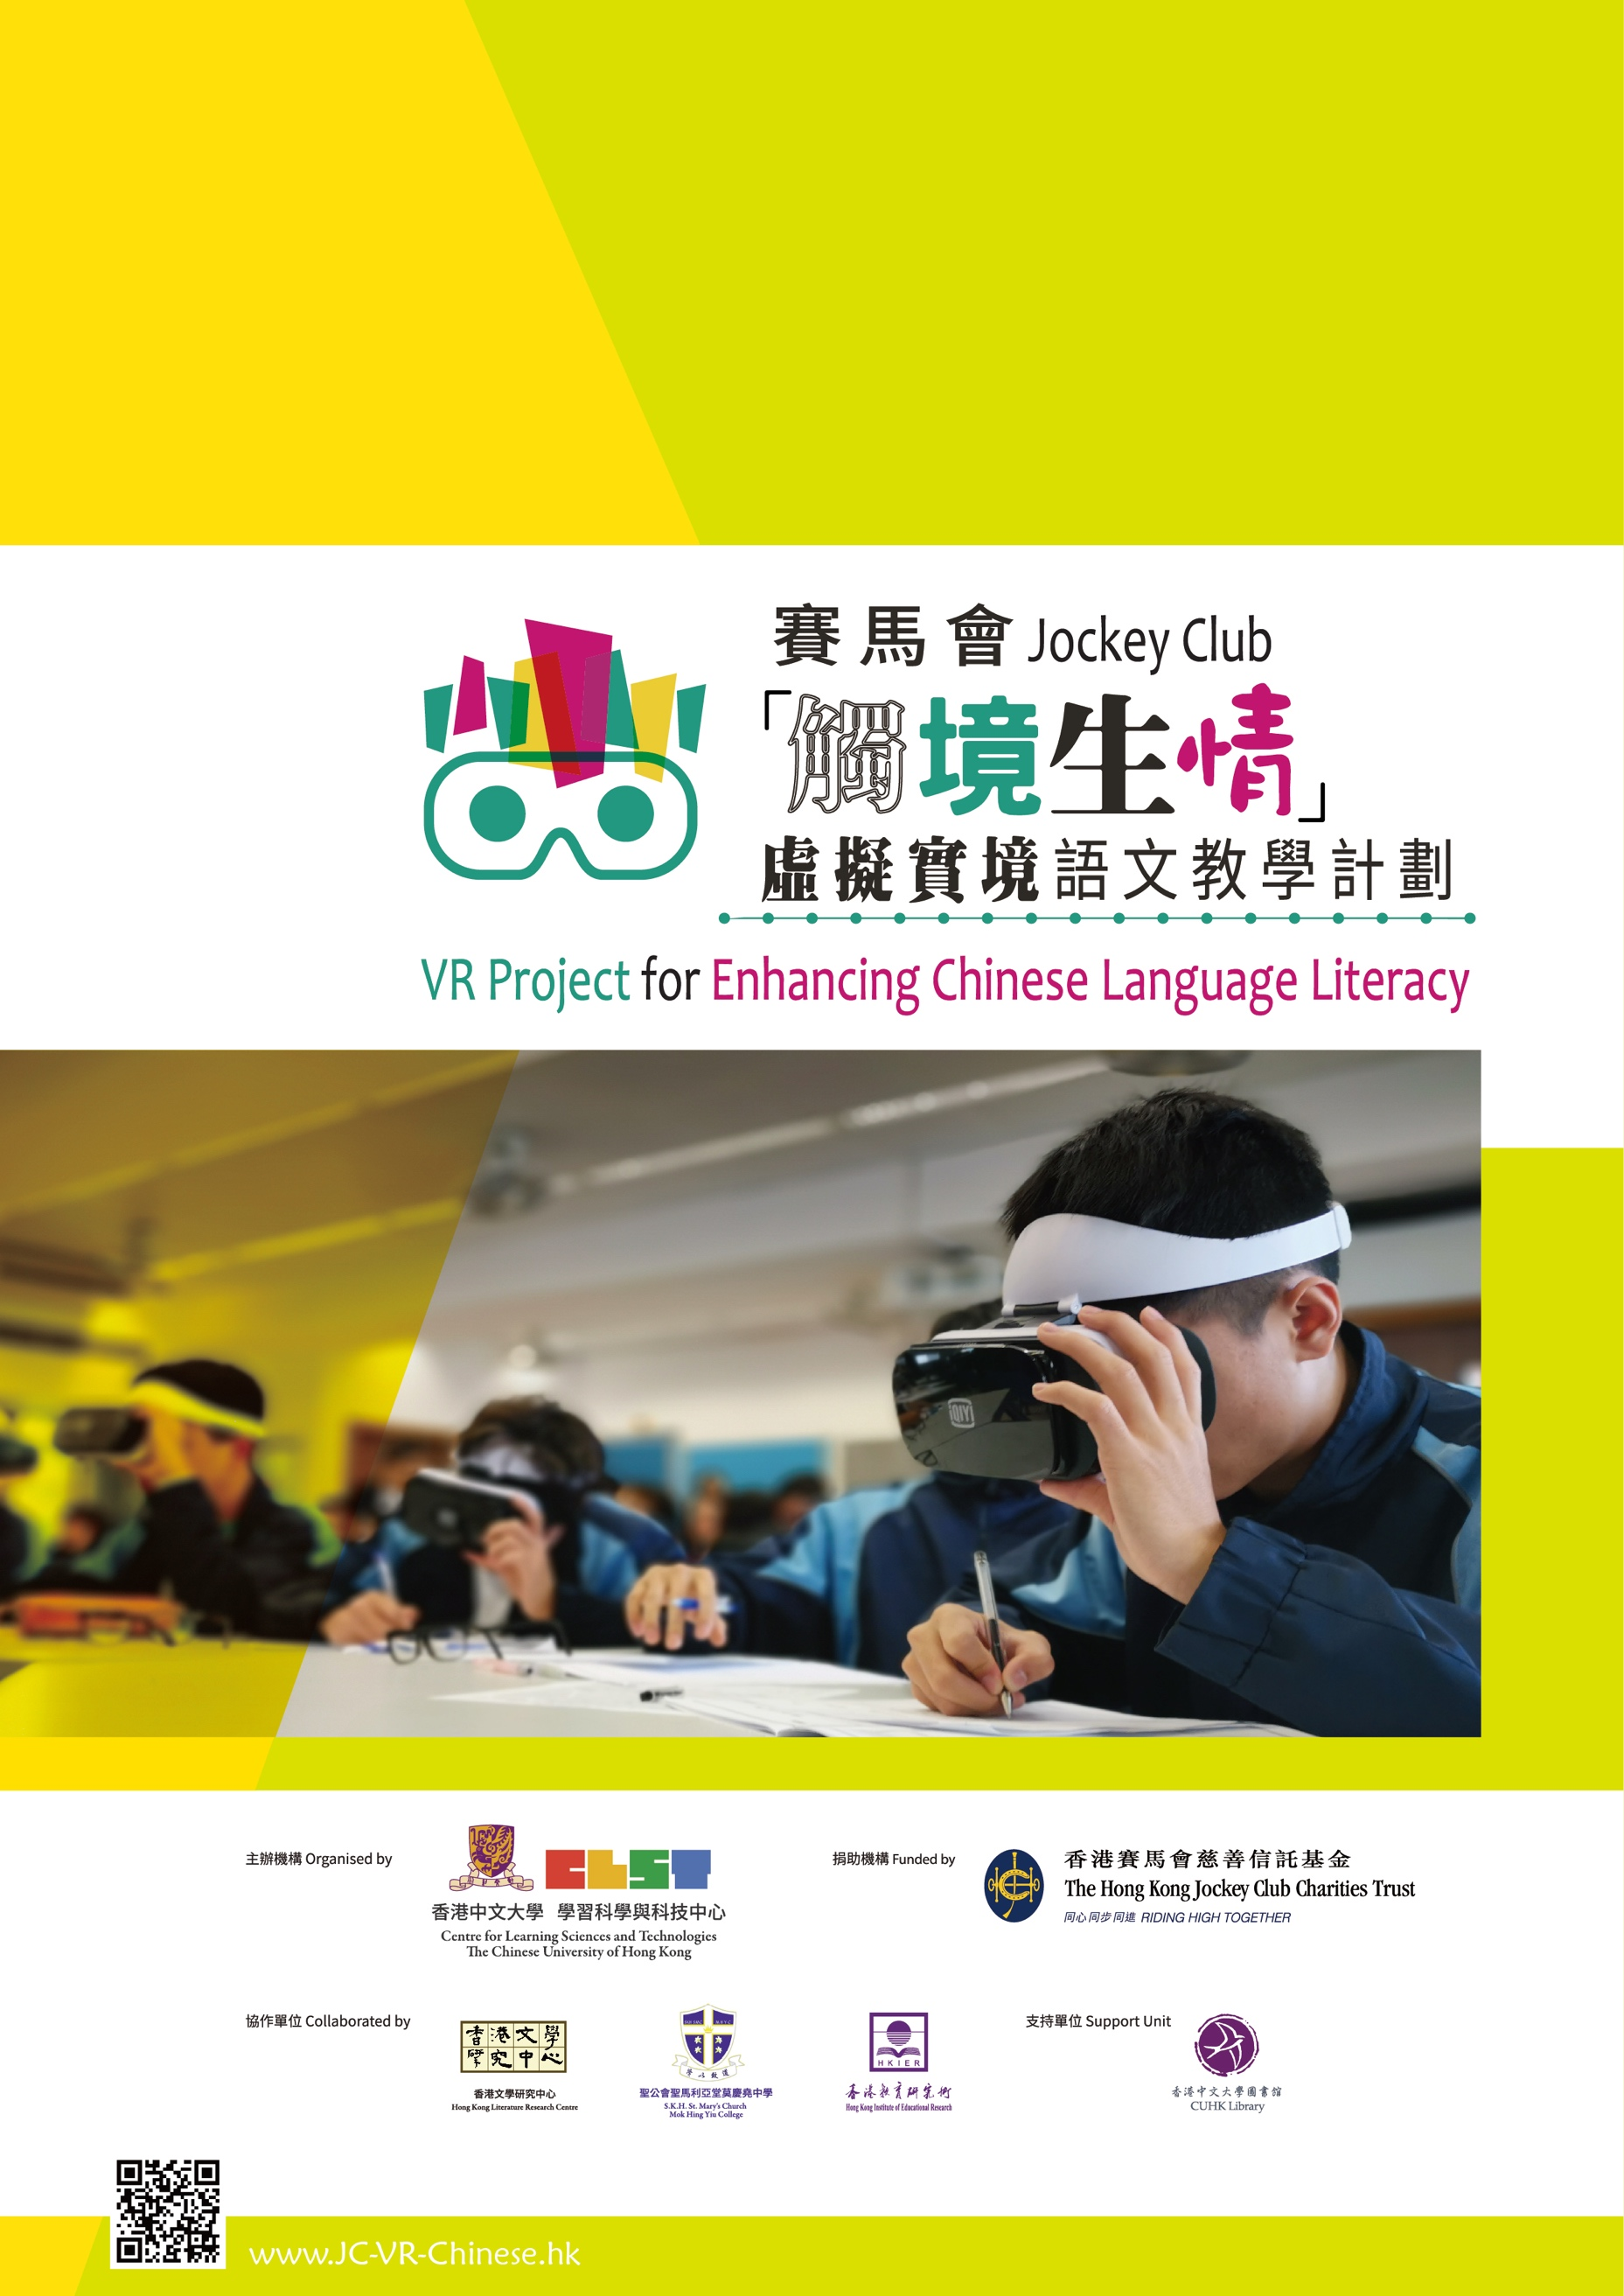 賽馬會 Jockey Club
「觸境生情」
虛擬實境語文教學計劃
VR Project for Enhancing Chinese Language Literacy
QIYI
主辦機構 Organised by
CLST
香港中文大學 學習科學與科技中心
Centre for Learning Sciences and Technologies
The Chinese University of Hong Kong
捐助機構 Funded by
香港賽馬會慈善信託基金
The Hong Kong Jockey Club Charities Trust
同心同步同進 RIDING HIGH TOGETHER
協作單位 Collaborated by
香港文學
研究中心
香港文學研究中心
Hong Kong Literature Research Centre
學以致道
聖公會聖馬利亞堂莫慶堯中學
S.K.H. St. Mary's Church
Mok Hing Yiu College
HKIER
香港教育研究所
Hong Kong Institute of Educational Research
支持單位 Support Unit
香港中文大學圖書館
CUHK Library
www.JC-VR-Chinese.hk